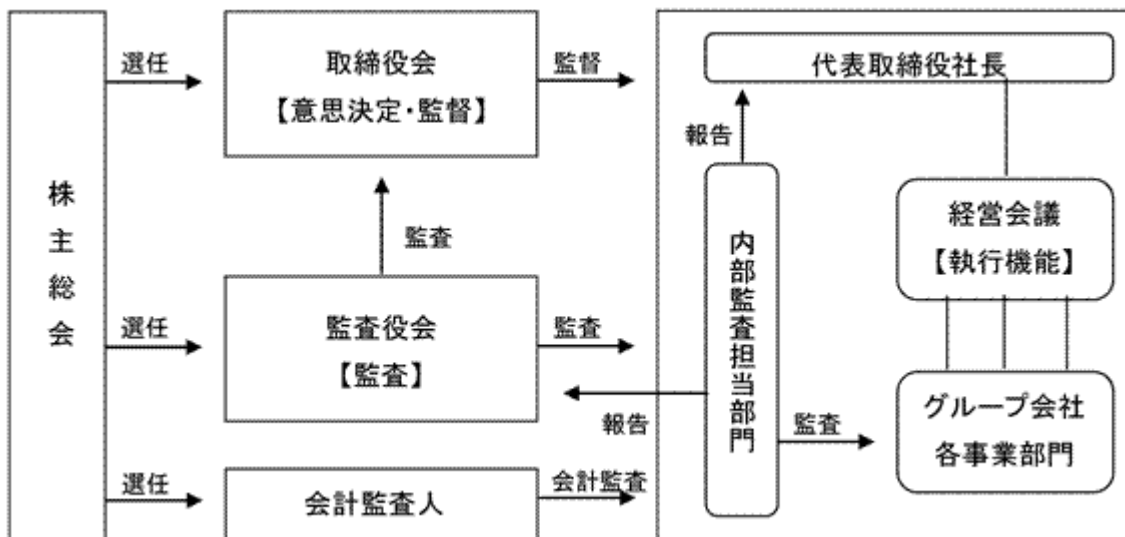 株主総会
選任
取締役会
【意思決定・監督】
監督
監査
選任
監査役会
【監査】
監査
選任
会計監査人
会計監査
代表取締役社長
報告
内部監査担当部門
報告
監査
経営会議
【執行機能】
グループ会社
各事業部門